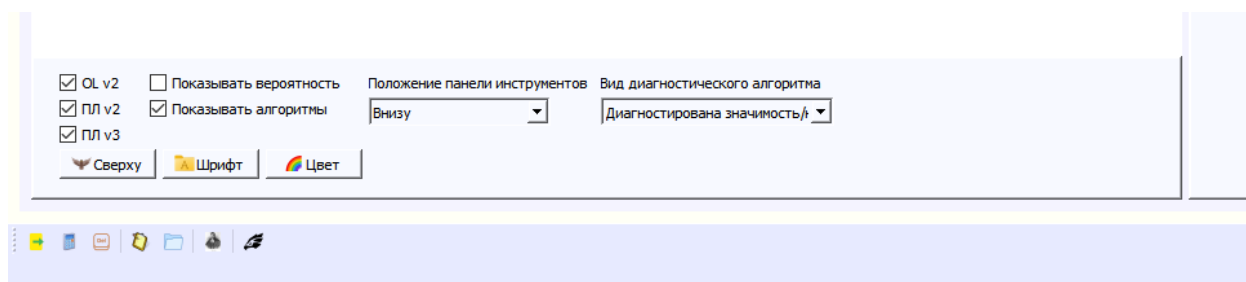 OL v2
Показывать вероятность
Положение панели инструментов
Вид диагностического алгоритма
ПЛ v2
Показывать алгоритмы
Внизу
Диагностирована значимость/н
ПЛ v3
Сверху
Шрифт
Цвет